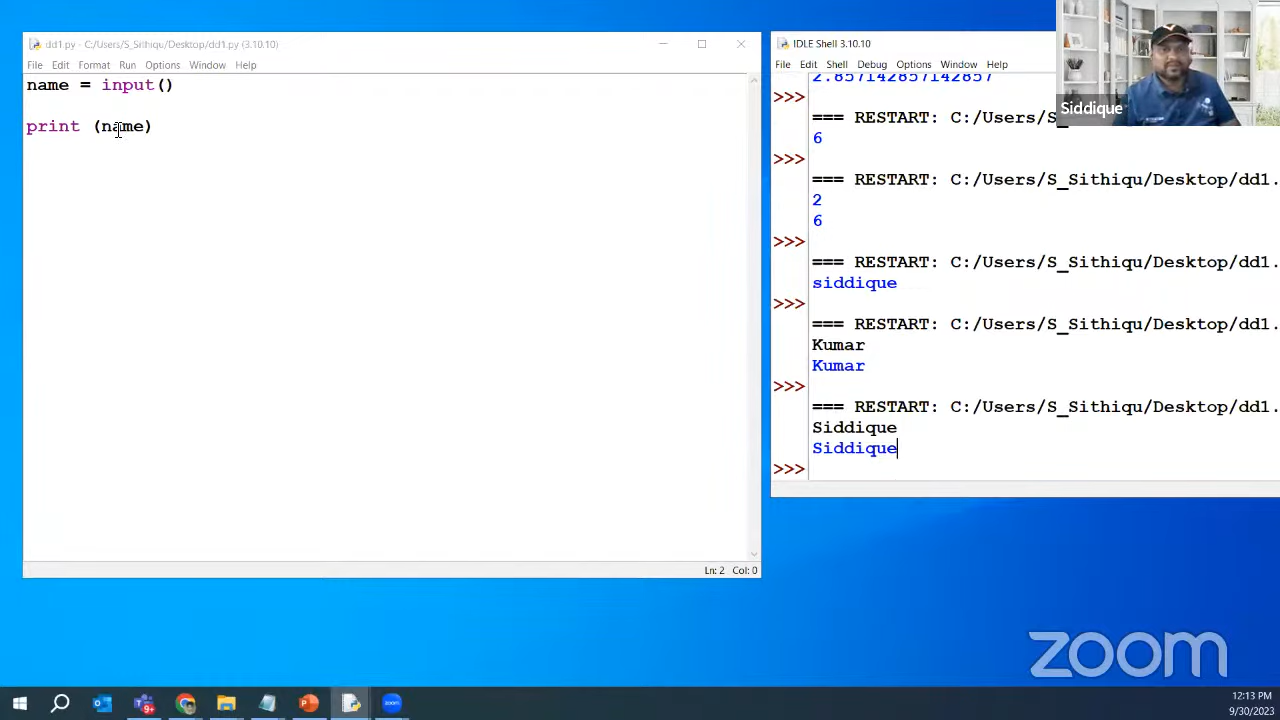 dd1.py - C:/Users/S_Sithiqu/Desktop/dd1.py (3.10.10)
File Edit Format Run Options Window Help
name = input()
print (name)
Ln: 2 Col: 0
IDLE Shell 3.10.10
File Edit Shell Debug Options Window Help
2.857142857142857
>>>
=== RESTART: C:/Users/S_
6
>>>
=== RESTART: C:/Users/S_Sithiqu/Desktop/dd1.
2
6
>>>
=== RESTART: C:/Users/S_Sithiqu/Desktop/dd1.
siddique
>>>
=== RESTART: C:/Users/S_Sithiqu/Desktop/dd1.
Kumar
Kumar
>>>
=== RESTART: C:/Users/S_Sithiqu/Desktop/dd1.
Siddique
Siddique
>>>
Siddique
zoom
12:13 PM
9/30/2023